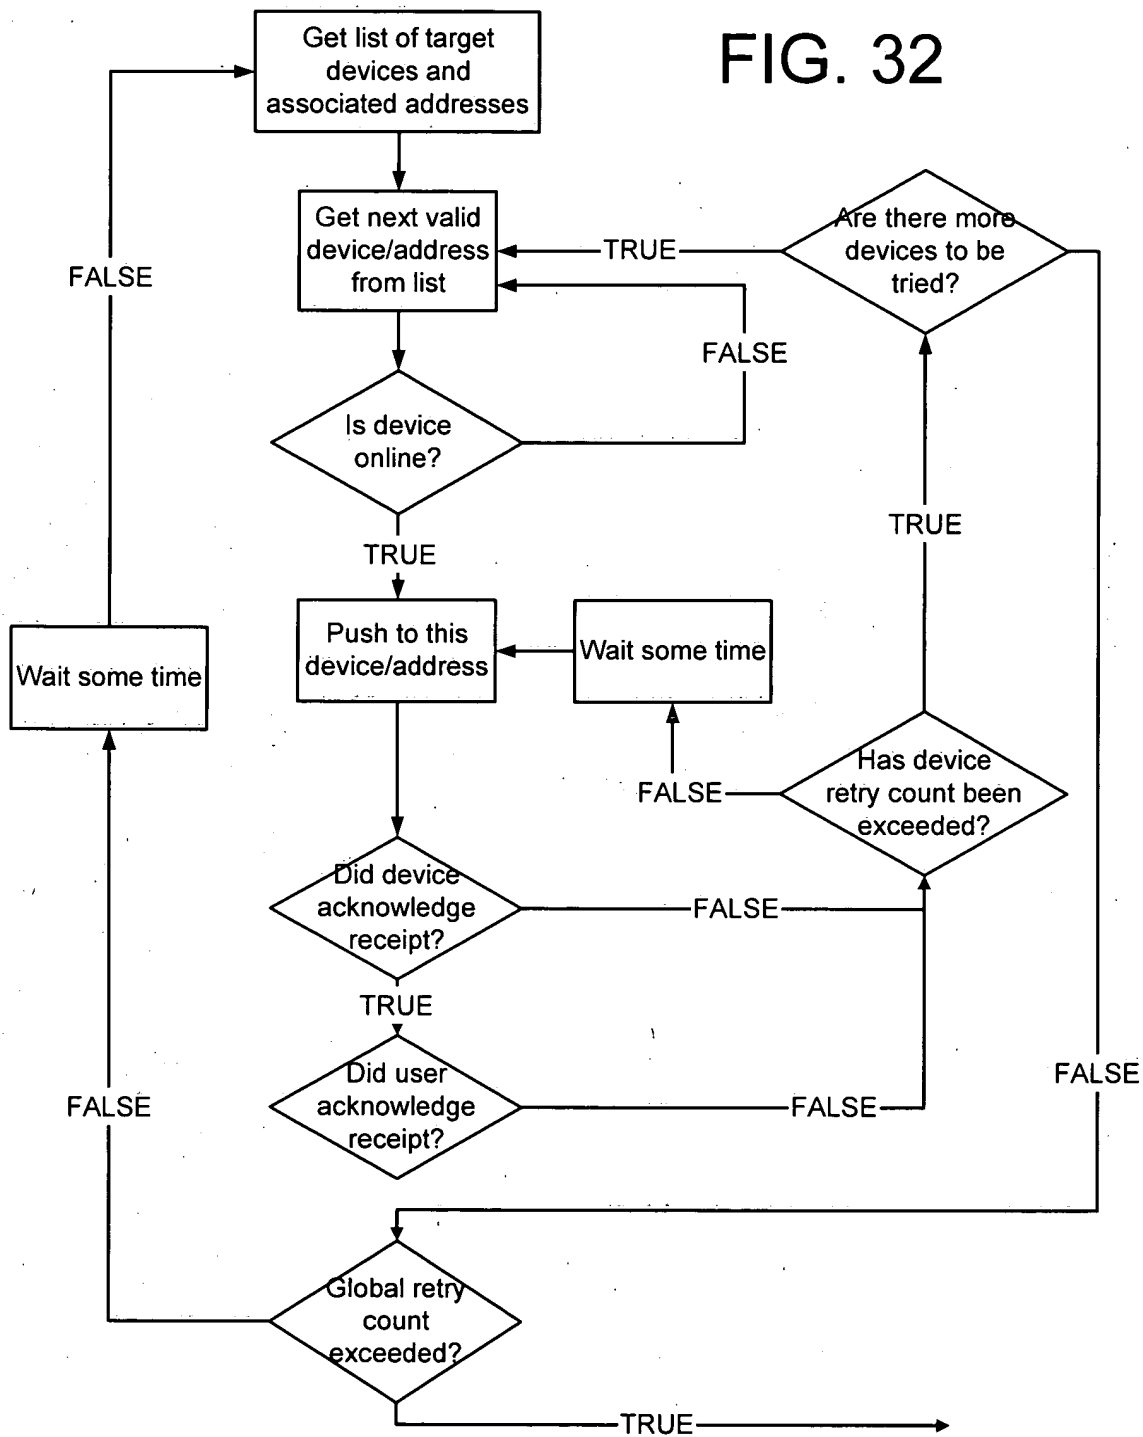 FIG. 32
Get list of target
devices and
associated addresses
Get next valid
device/address
from list
TRUE
Are there more
devices to be
tried?
FALSE
FALSE
Is device
online?
TRUE
TRUE
Push to this
device/address
Wait some time
Wait some time
Has device
retry count been
exceeded?
FALSE
Did device
acknowledge
receipt?
FALSE
TRUE
Did user
acknowledge
receipt?
FALSE
FALSE
FALSE
Global retry
count
exceeded?
TRUE